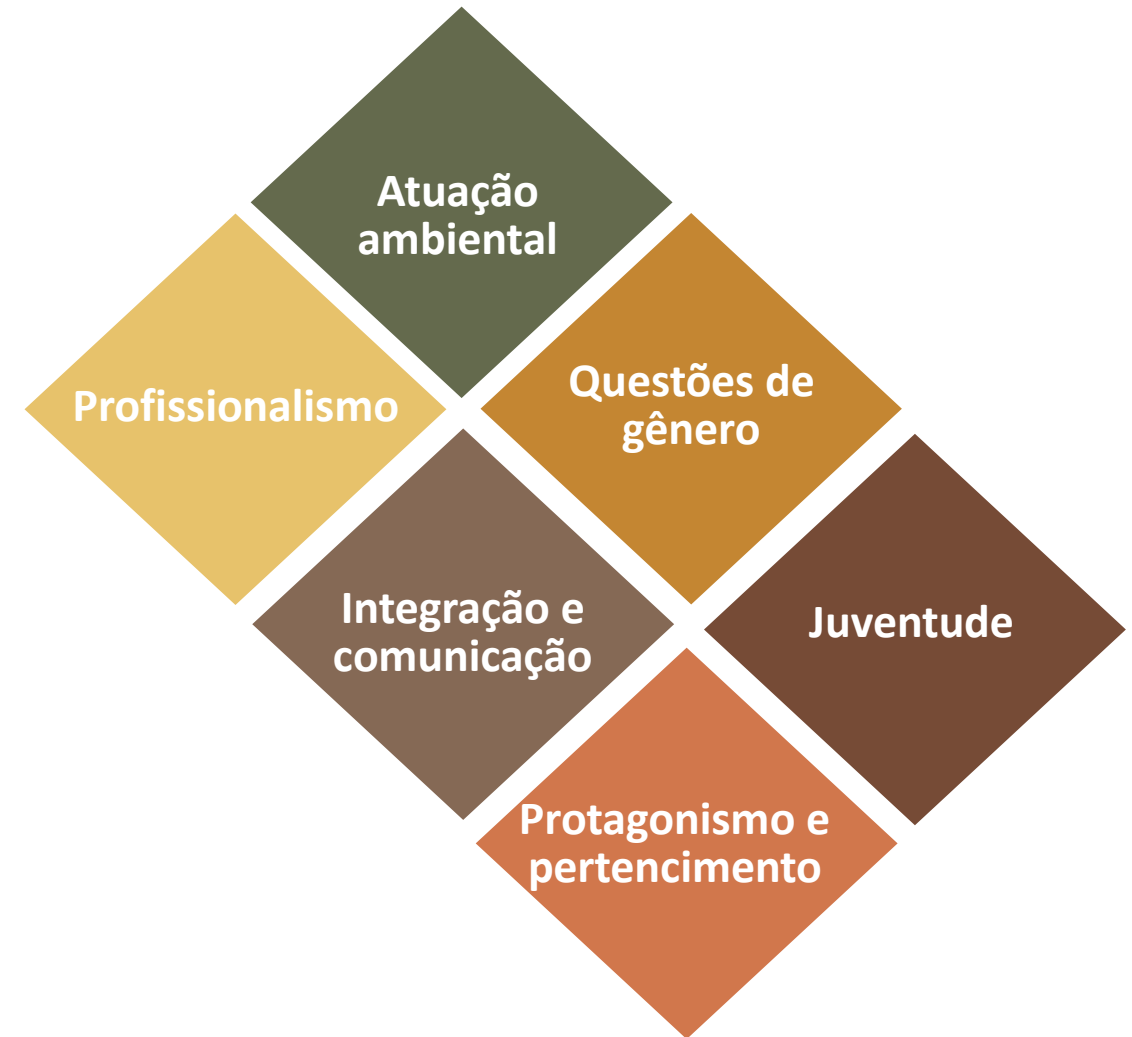 Atuação
ambiental
Profissionalismo
Questões de
gênero
Integração e
comunicação
Juventude
Protagonismo e
pertencimento